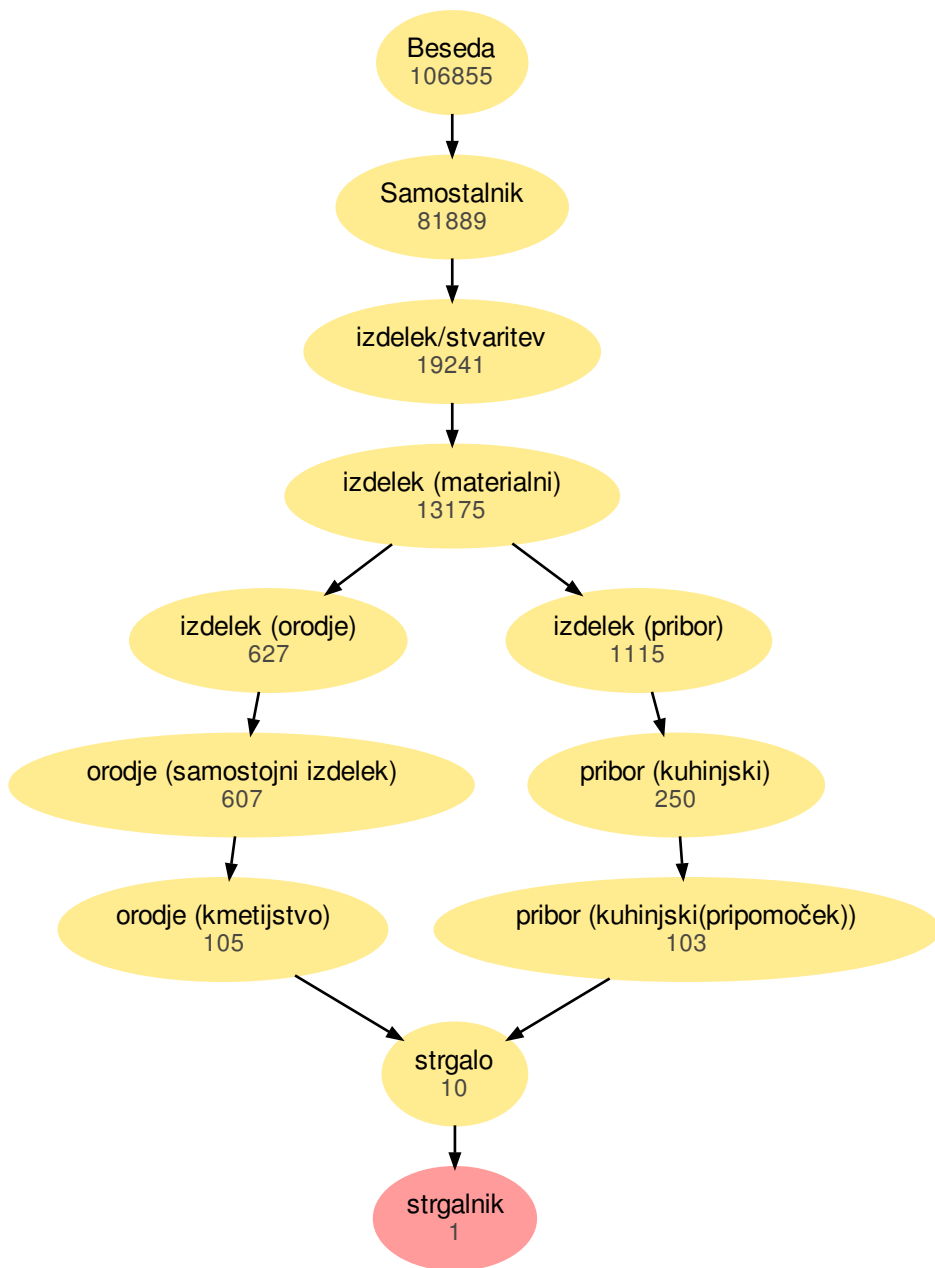 Beseda
106855
Samostalnik
81889
izdelek/stvaritev
19241
izdelek (materialni)
13175
izdelek (orodje)
627
izdelek (pribor)
1115
orodje (samostojni izdelek)
607
pribor (kuhinjski)
250
orodje (kmetijstvo)
105
pribor (kuhinjski(pripomoček))
103
strgalo
10
strgalnik
1